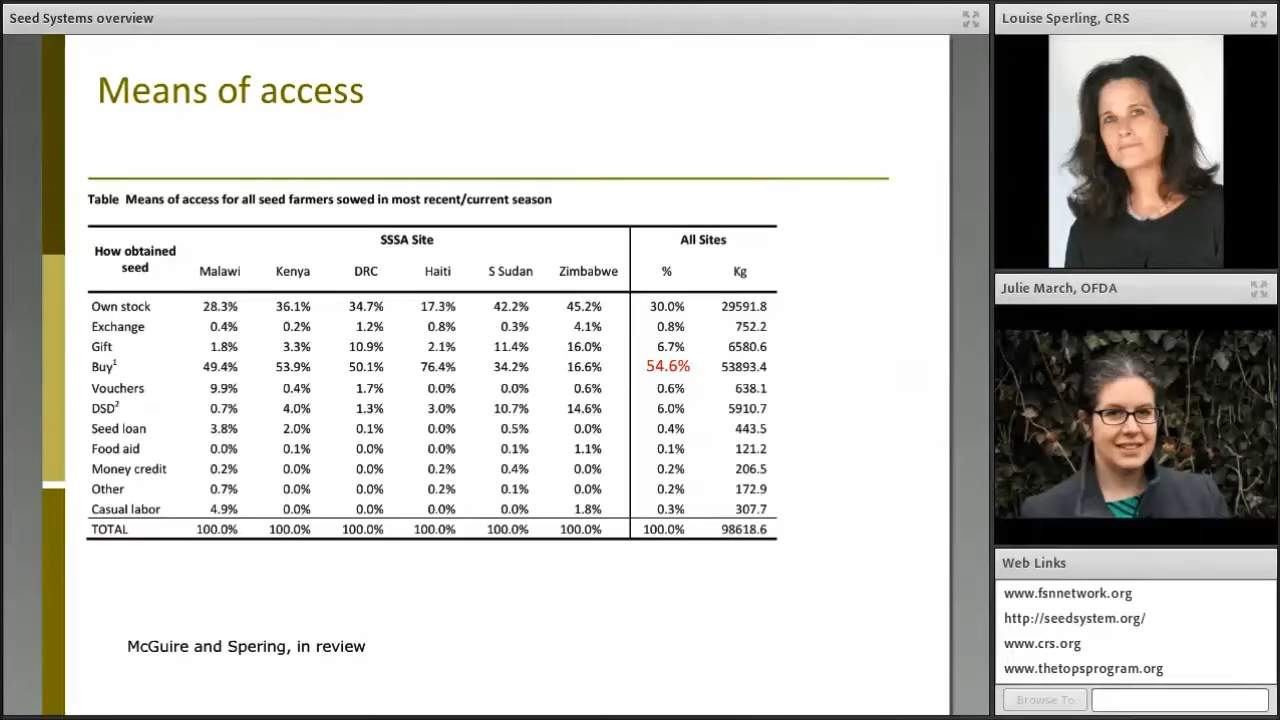 Seed Systems overview
Means of access
Table Means of access for all seed farmers sowed in most recent/current season
How obtained seed SSSA Site All Sites
Malawi Kenya DRC Haiti S Sudan Zimbabwe % Kg
Own stock 28.3% 36.1% 34.7% 17.3% 42.2% 45.2% 30.0% 29591.8
Exchange 0.4% 0.2% 1.2% 0.8% 0.3% 4.1% 0.8% 752.2
Gift 1.8% 3.3% 10.9% 2.1% 11.4% 16.0% 6.7% 6580.6
Buy1 49.4% 53.9% 50.1% 76.4% 34.2% 16.6% 54.6% 53893.4
Vouchers 9.9% 0.4% 1.7% 0.0% 0.0% 0.6% 0.6% 638.1
DSD2 0.7% 4.0% 1.3% 3.0% 10.7% 14.6% 6.0% 5910.7
Seed loan 3.8% 2.0% 0.1% 0.0% 0.5% 0.0% 0.4% 443.5
Food aid 0.0% 0.1% 0.0% 0.0% 0.0% 1.1% 0.1% 121.2
Money credit 0.2% 0.0% 0.0% 0.2% 0.4% 0.0% 0.2% 206.5
Other 0.7% 0.0% 0.0% 0.2% 0.1% 0.0% 0.2% 172.9
Casual labor 4.9% 0.0% 0.0% 0.0% 0.0% 1.8% 0.3% 307.7
TOTAL 100.0% 100.0% 100.0% 100.0% 100.0% 100.0% 100.0% 98618.6
McGuire and Spering, in review
Louise Sperling, CRS
Julie March, OFDA
Web Links
www.fsnnetwork.org
http://seedsystem.org/
www.crs.org
www.thetopsprogram.org
Browse To